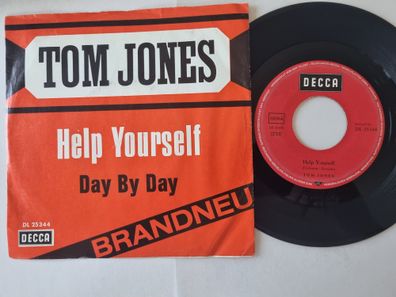 TOM JONES
Help Yourself
Day By Day
BRANDNEU
DL 25344
DECCA
DECCA
DL 25344
Help Yourself
TOM JONES